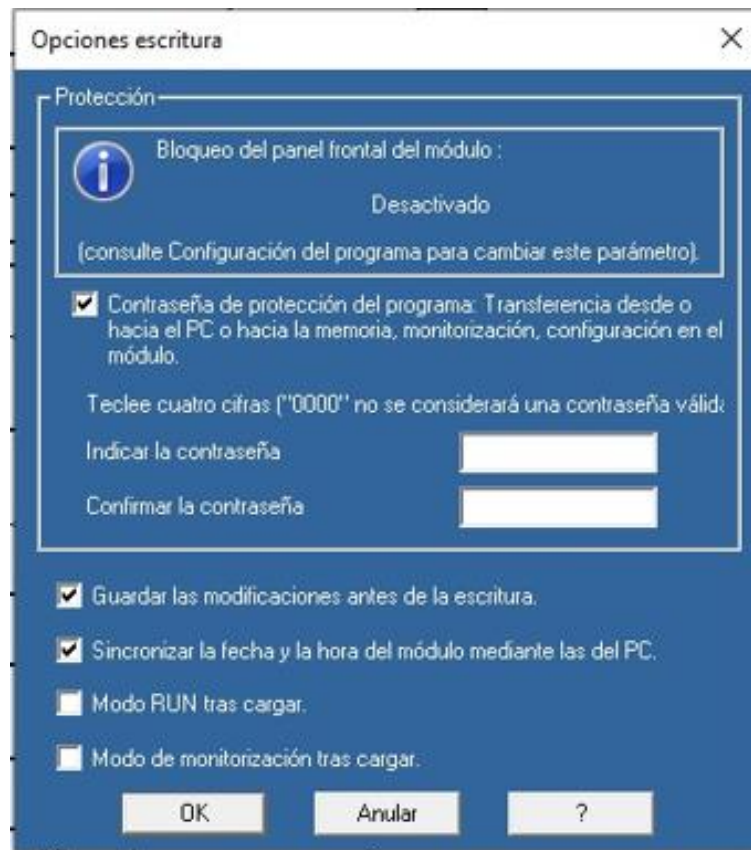 Opciones escritura
Protección
Bloqueo del panel frontal del módulo :
Desactivado
(consulte Configuración del programa para cambiar este parámetro).
Contraseña de protección del programa: Transferencia desde o
hacia el PC o hacia la memoria, monitorización, configuración en el
módulo.
Teclee cuatro cifras ("0000" no se considerará una contraseña válida
Indicar la contraseña
Confirmar la contraseña
Guardar las modificaciones antes de la escritura.
Sincronizar la fecha y la hora del módulo mediante las del PC.
Modo RUN tras cargar.
Modo de monitorización tras cargar.
OK Anular ?